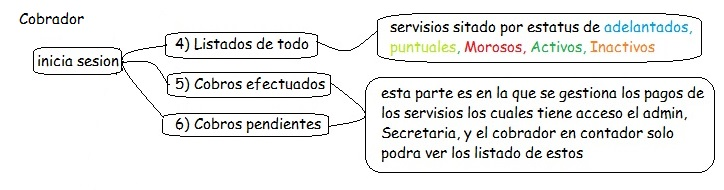 Cobrador
inicia sesion
4) Listados de todo
servisios sitado por estatus de adelantados,
puntuales, Morosos, Activos, Inactivos
5) Cobros efectuados
6) Cobros pendientes
esta parte es en la que se gestiona los pagos de
los servisios los cuales tiene acceso el admin,
Secretaria, y el cobrador en contador solo
podra ver los listado de estos